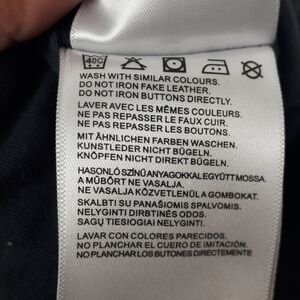 40C
WASH WITH SIMILAR COLOURS.
DO NOT IRON FAKE LEATHER.
DO NOT IRON BUTTONS DIRECTLY.
LAVER AVEC LES MÊMES COULEURS.
NE PAS REPASSER LE FAUX CUIR.
NE PAS REPASSER LES BOUTONS.
MIT ÄHNLICHEN FARBEN WASCHEN.
KUNSTLEDER NICHT BÜGELN.
KNÖPFEN NICHT DIREKT BÜGELN.
HASONLÓ SZÍNŰ ANYAGOKKAL EGYÜTT MOSSA.
A MŰBŐRT NE VASALJA.
NE VASALJA KÖZVETLENÜL A GOMBOKAT.
SKALBTI SU PANAŠIOMIS SPALVOMIS.
NELYGINTI DIRBTINĖS ODOS.
SAGŲ TIESIOGIAI NELYGINTI.
LAVAR CON COLORES PARECIDOS.
NO PLANCHAR EL CUERO DE IMITACIÓN.
NO PLANCHAR LOS BOTONES DIRECTAMENTE